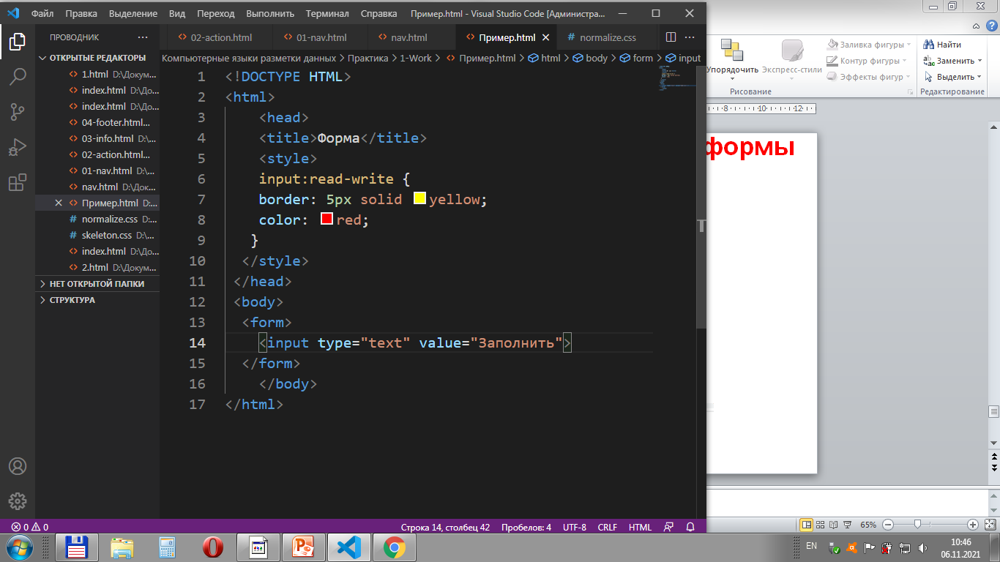 Файл Правка Выделение Вид Переход Выполнить Терминал Справка Пример.html - Visual Studio Code [Администра...
ПРОВОДНИК ...
02-action.html 01-nav.html nav.html Пример.html normalize.css ...
ОТКРЫТЫЕ РЕДАКТОРЫ
1.html D:\Докум...
index.html D:\До...
index.html D:\До...
04-footer.html...
03-info.html D:\...
02-action.html...
01-nav.html D:\...
nav.html D:\Док...
Пример.html D:...
normalize.css D:...
skeleton.css D:\...
index.html D:\До...
2.html D:\Докум...
НЕТ ОТКРЫТОЙ ПАПКИ
СТРУКТУРА
Компьютерные языки разметки данных > Практика > 1-Work > Пример.html > html > body > form > input
1 <!DOCTYPE HTML>
2 <html>
3 <head>
4 <title>Форма</title>
5 <style>
6 input:read-write {
7 border: 5px solid yellow;
8 color: red;
9 }
10 </style>
11 </head>
12 <body>
13 <form>
14 <input type="text" value="Заполнить">
15 </form>
16 </body>
17 </html>
0 0 Строка 14, столбец 42 Пробелов: 4 UTF-8 CRLF HTML
Упорядочить
Экспресс-стили
Заливка фигуры
Контур фигуры
Эффекты фигур
Рисование
Найти
Заменить
Выделить
Редактирование
8 10 12
формы
65%
EN
10:46
06.11.2021